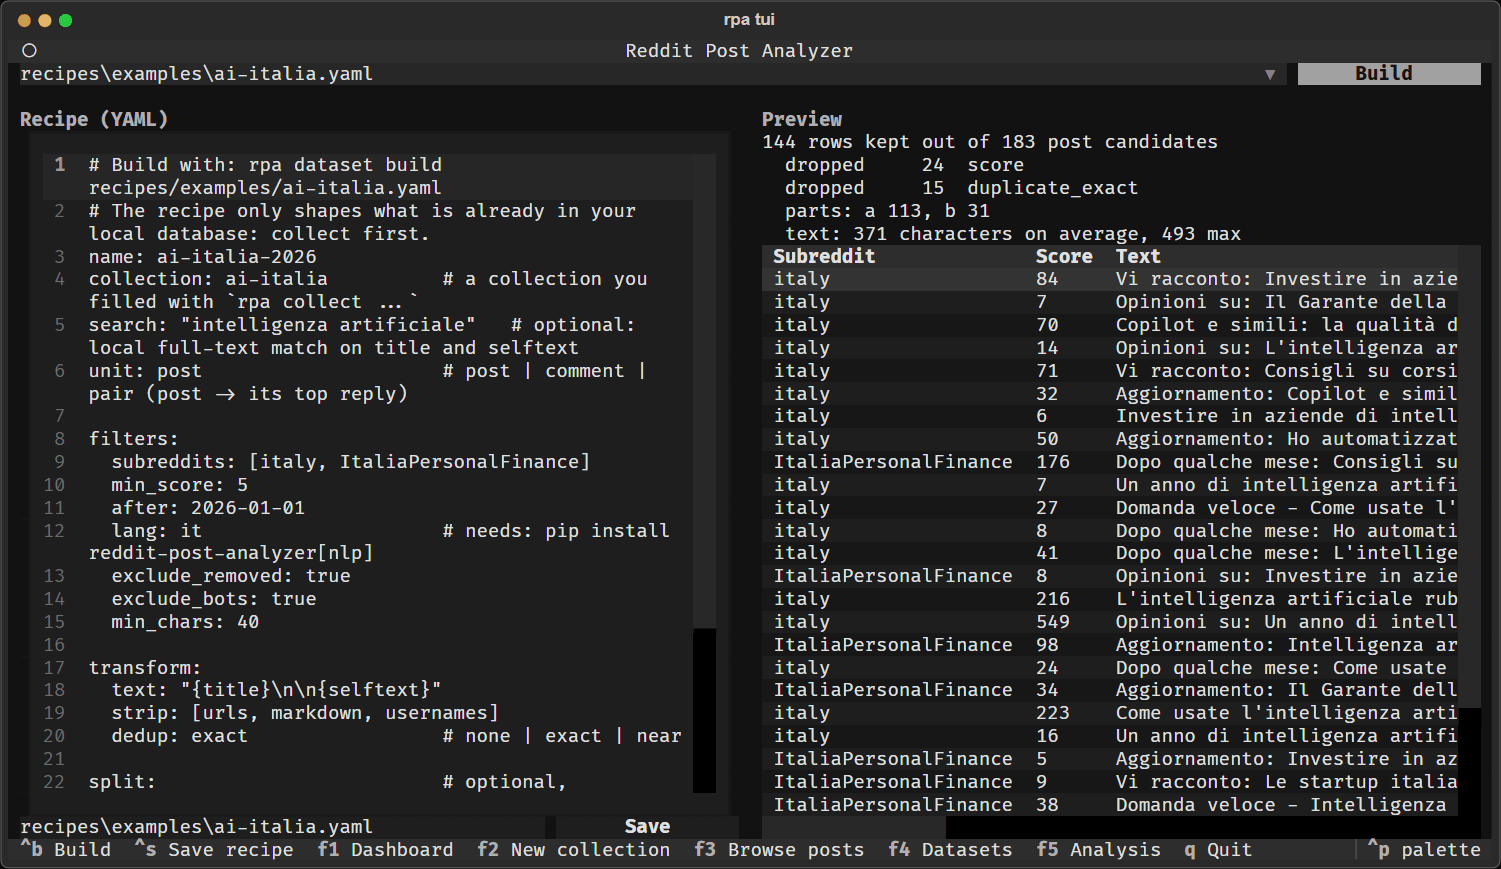 rpa tui
Reddit Post Analyzer
recipes\examples\ai-italia.yaml ▼ Build
Recipe (YAML)
1 # Build with: rpa dataset build
recipes/examples/ai-italia.yaml
2 # The recipe only shapes what is already in your
local database: collect first.
3 name: ai-italia-2026
4 collection: ai-italia # a collection you
filled with `rpa collect ...`
5 search: "intelligenza artificiale" # optional:
local full-text match on title and selftext
6 unit: post # post | comment |
pair (post -> its top reply)
7
8 filters:
9 subreddits: [italy, ItaliaPersonalFinance]
10 min_score: 5
11 after: 2026-01-01
12 lang: it # needs: pip install
reddit-post-analyzer[nlp]
13 exclude_removed: true
14 exclude_bots: true
15 min_chars: 40
16
17 transform:
18 text: "{title}\n\n{selftext}"
19 strip: [urls, markdown, usernames]
20 dedup: exact # none | exact | near
21
22 split: # optional,
recipes\examples\ai-italia.yaml Save
Preview
144 rows kept out of 183 post candidates
dropped 24 score
dropped 15 duplicate_exact
parts: a 113, b 31
text: 371 characters on average, 493 max
Subreddit Score Text
italy 84 Vi racconto: Investire in azie
italy 7 Opinioni su: Il Garante della
italy 70 Copilot e simili: la qualità d
italy 14 Opinioni su: L'intelligenza ar
italy 71 Vi racconto: Consigli su corsi
italy 32 Aggiornamento: Copilot e simil
italy 6 Investire in aziende di intell
italy 50 Aggiornamento: Ho automatizzat
ItaliaPersonalFinance 176 Dopo qualche mese: Consigli su
italy 7 Un anno di intelligenza artifi
italy 27 Domanda veloce - Come usate l'
italy 8 Dopo qualche mese: Ho automati
italy 41 Dopo qualche mese: L'intellige
ItaliaPersonalFinance 8 Opinioni su: Investire in azie
italy 216 L'intelligenza artificiale rub
italy 549 Opinioni su: Un anno di intell
ItaliaPersonalFinance 98 Aggiornamento: Intelligenza ar
italy 24 Dopo qualche mese: Come usate
ItaliaPersonalFinance 34 Aggiornamento: Il Garante dell
italy 223 Come usate l'intelligenza arti
italy 16 Un anno di intelligenza artifi
ItaliaPersonalFinance 5 Aggiornamento: Investire in az
ItaliaPersonalFinance 9 Vi racconto: Le startup italia
ItaliaPersonalFinance 38 Domanda veloce - Intelligenza
^b Build ^s Save recipe f1 Dashboard f2 New collection f3 Browse posts f4 Datasets f5 Analysis q Quit ^p palette